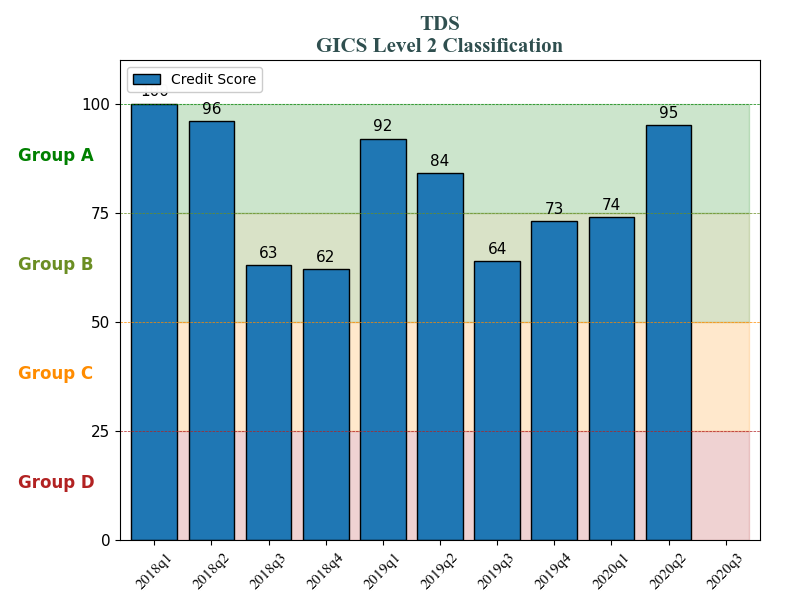 TDS
GICS Level 2 Classification
Credit Score
100
96
63
62
92
84
64
73
74
95
100
75
50
25
0
Group A
Group B
Group C
Group D
2018q1
2018q2
2018q3
2018q4
2019q1
2019q2
2019q3
2019q4
2020q1
2020q2
2020q3